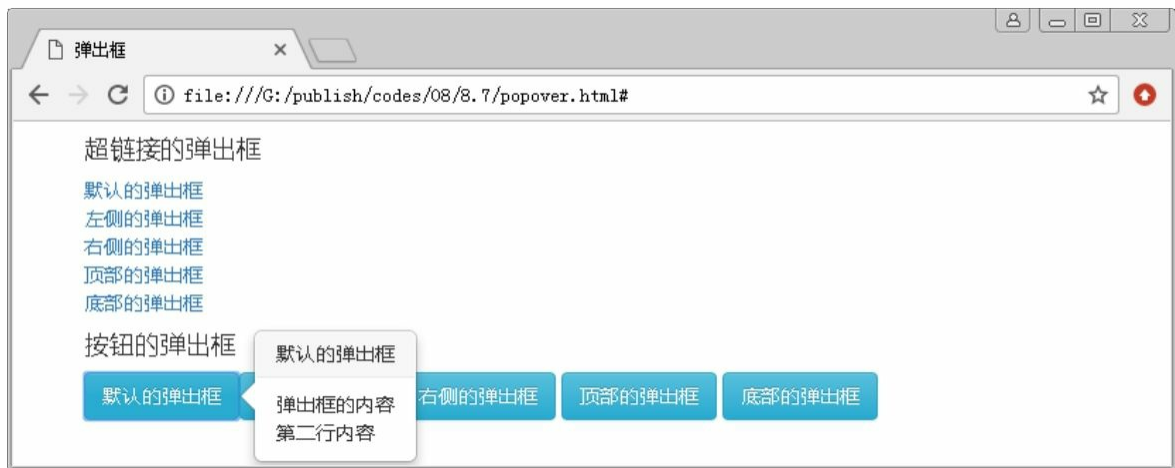 弹出框
file:///G:/publish/codes/08/8.7/popover.html#
超链接的弹出框
默认的弹出框
左侧的弹出框
右侧的弹出框
顶部的弹出框
底部的弹出框
按钮的弹出框
默认的弹出框
默认的弹出框
右侧的弹出框
顶部的弹出框
底部的弹出框
弹出框的内容
第二行内容